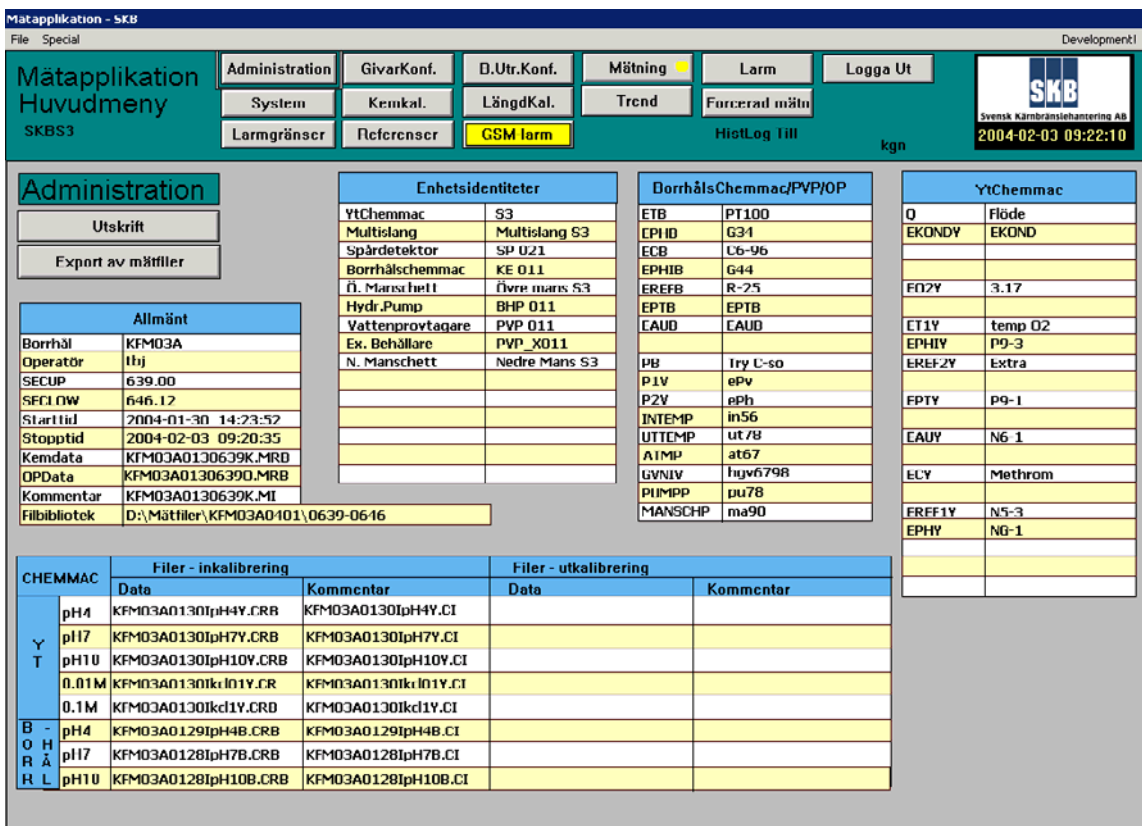 Mätapplikation - SKB
File Special Development!
Mätapplikation
Huvudmeny
SKBS3
Administration GivarKonf. D.Utr.Konf. Mätning Larm Logga Ut
System Kemkal. LängdKal. Trend Forcerad mätn
Larmgränser Referenser GSM-larm HistLog Till kgn
SKB
Svensk Kärnbränslehantering AB
2004-02-03 09:22:10
Administration
Utskrift
Export av mätfiler
Allmänt
Borrhål KFM03A
Operatör thj
SECUP 639.00
SECLOW 646.12
Starttid 2004-01-30 14:23:52
Stopptid 2004-02-03 09:20:35
Kemdata KFM03A0130639K.MRB
OPData KFM03A0130639O.MRB
Kommentar KFM03A0130639K.MI
Filbibliotek D:\Mätfiler\KFM03A0401\0639-0646
Enhetsidentiteter
YtChemmac S3
Multislang Multislang S3
Spårdetektor SP 021
Borrhålschemmac KE 011
Ö. Manschett Övre mans S3
Hydr.Pump BHP 011
Vattenprovtagare PVP 011
Ex. Behållare PVP_X011
N. Manschett Nedre Mans S3
BorrhålsChemmac/PVP/OP
ETB PT100
EPHB G34
ECB C6-96
EPHIB G44
EREFB R-25
EPTB EPTB
EAUB EAUB
PB Try C-so
P1V ePv
P2V ePh
INTEMP in56
UTTEMP ut78
ATMP at67
GVNIV hgv6798
PUMPP pu78
MANSCHP ma90
YtChemmac
Q Flöde
EKONDY EKOND
EO2Y 3.17
ET1Y temp O2
EPHIY P9-3
EREF2Y Extra
EPTY P9-1
EAUY N6-1
ECY Methrom
EREF1Y N5-3
EPHY NG-1
CHEMMAC Filer - inkalibrering Filer - utkalibrering
Data Kommentar Data Kommentar
YT
pH4 KFM03A0130IpH4Y.CRB KFM03A0130IpH4Y.CI
pH7 KFM03A0130IpH7Y.CRB KFM03A0130IpH7Y.CI
pH10 KFM03A0130IpH10Y.CRB KFM03A0130IpH10Y.CI
0.01M KFM03A0130Ikcl01Y.CR KFM03A0130Ikcl01Y.CI
0.1M KFM03A0130Ikcl1Y.CRB KFM03A0130Ikcl1Y.CI
BORR-HÅL
pH4 KFM03A0129IpH4B.CRB KFM03A0129IpH4B.CI
pH7 KFM03A0128IpH7B.CRB KFM03A0128IpH7B.CI
pH10 KFM03A0128IpH10B.CRB KFM03A0128IpH10B.CI